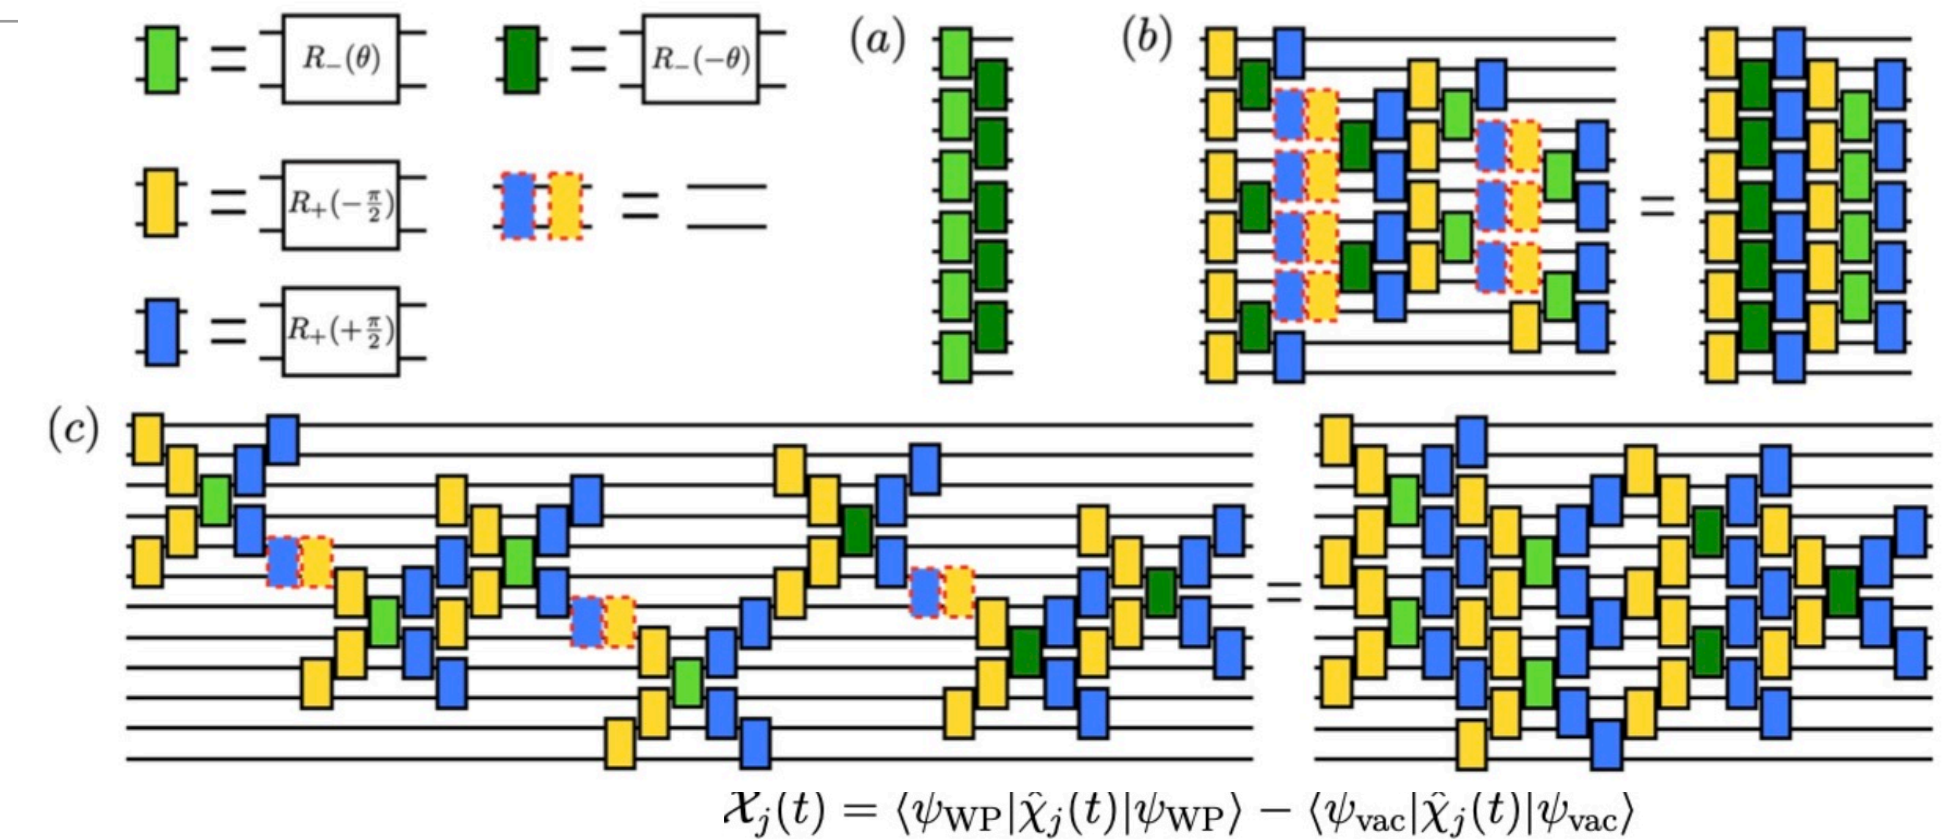 = R₋(θ)
= R₋(−θ)
(a)
(b)
= R₊(−π/2)
=
=
= R₊(+π/2)
(c)
=
𝒳ⱼ(t) = ⟨ψ_WP|χ̂ⱼ(t)|ψ_WP⟩ − ⟨ψ_vac|χ̂ⱼ(t)|ψ_vac⟩